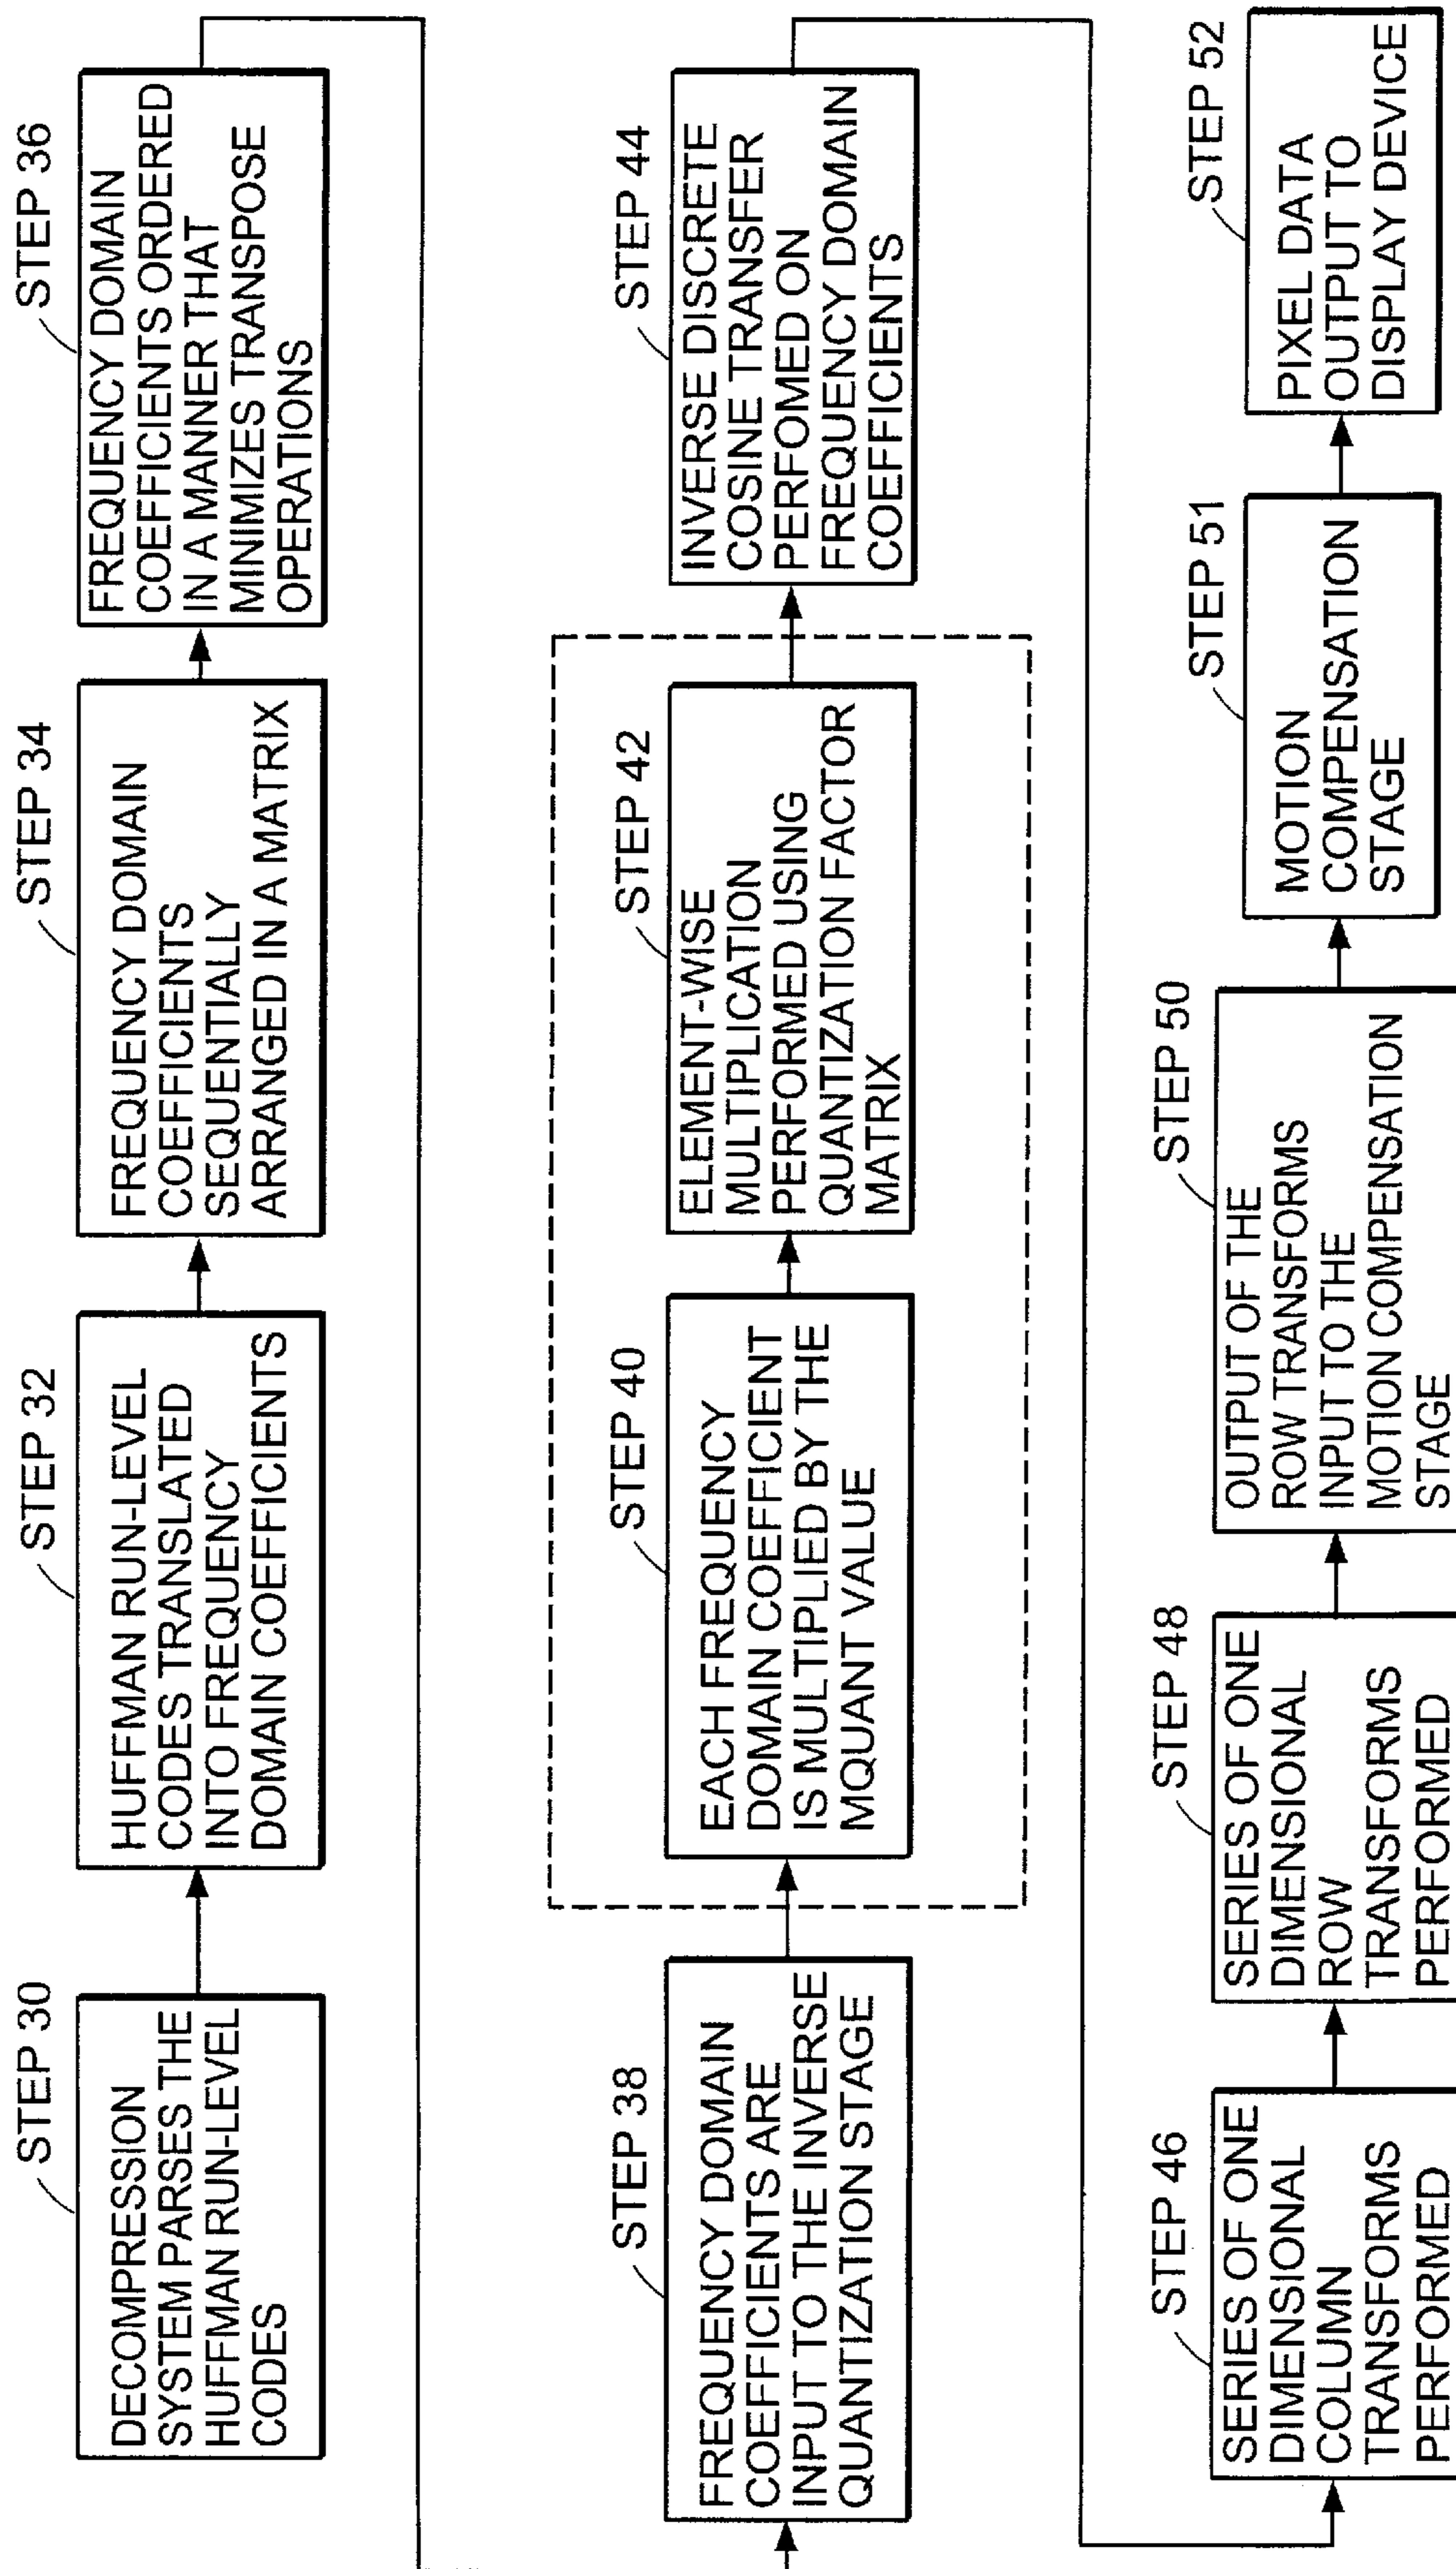 STEP 30
DECOMPRESSION
SYSTEM PARSES THE
HUFFMAN RUN-LEVEL
CODES
STEP 32
HUFFMAN RUN-LEVEL
CODES TRANSLATED
INTO FREQUENCY
DOMAIN COEFFICIENTS
STEP 34
FREQUENCY DOMAIN
COEFFICIENTS
SEQUENTIALLY
ARRANGED IN A MATRIX
STEP 36
FREQUENCY DOMAIN
COEFFICIENTS ORDERED
IN A MANNER THAT
MINIMIZES TRANSPOSE
OPERATIONS
STEP 38
FREQUENCY DOMAIN
COEFFICIENTS ARE
INPUT TO THE INVERSE
QUANTIZATION STAGE
STEP 40
EACH FREQUENCY
DOMAIN COEFFICIENT
IS MULTIPLIED BY THE
MQUANT VALUE
STEP 42
ELEMENT-WISE
MULTIPLICATION
PERFORMED USING
QUANTIZATION FACTOR
MATRIX
STEP 44
INVERSE DISCRETE
COSINE TRANSFER
PERFOMED ON
FREQUENCY DOMAIN
COEFFICIENTS
STEP 46
SERIES OF ONE
DIMENSIONAL
COLUMN
TRANSFORMS
PERFORMED
STEP 48
SERIES OF ONE
DIMENSIONAL
ROW
TRANSFORMS
PERFORMED
STEP 50
OUTPUT OF THE
ROW TRANSFORMS
INPUT TO THE
MOTION COMPENSATION
STAGE
STEP 51
MOTION
COMPENSATION
STAGE
STEP 52
PIXEL DATA
OUTPUT TO
DISPLAY DEVICE